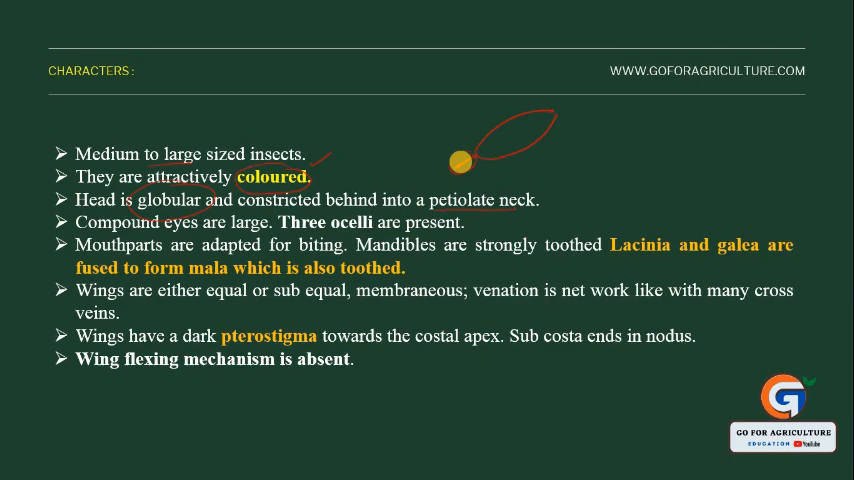 CHARACTERS :
WWW.GOFORAGRICULTURE.COM
➢ Medium to large sized insects.
➢ They are attractively coloured.
➢ Head is globular and constricted behind into a petiolate neck.
➢ Compound eyes are large. Three ocelli are present.
➢ Mouthparts are adapted for biting. Mandibles are strongly toothed Lacinia and galea are
fused to form mala which is also toothed.
➢ Wings are either equal or sub equal, membraneous; venation is net work like with many cross
veins.
➢ Wings have a dark pterostigma towards the costal apex. Sub costa ends in nodus.
➢ Wing flexing mechanism is absent.
G
GO FOR AGRICULTURE
EDUCATION YouTube